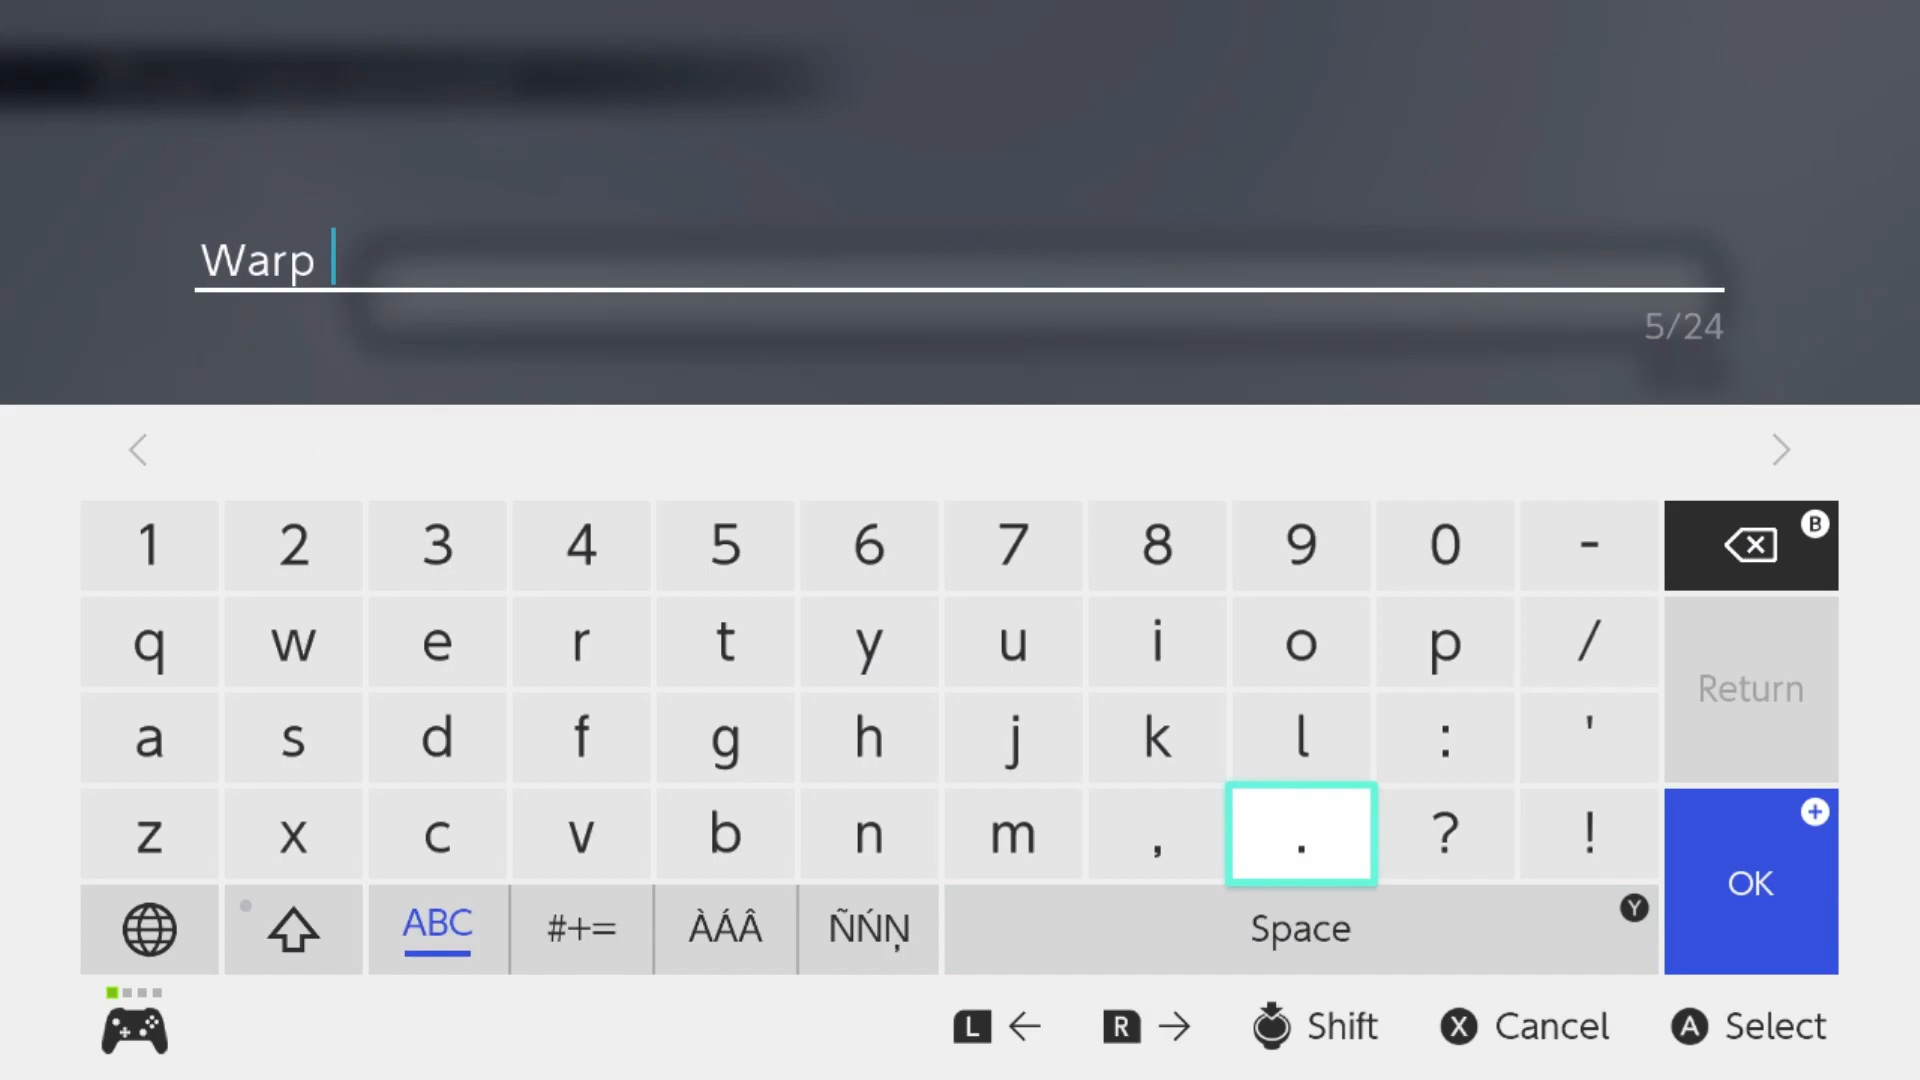 Warp
5/24
1 2 3 4 5 6 7 8 9 0 - B
q w e r t y u i o p / Return
a s d f g h j k l : '
z x c v b n m , . ? ! +
OK
ABC #+= ÀÁÂ ÑŃŅ Space Y
L ← R → Shift X Cancel A Select